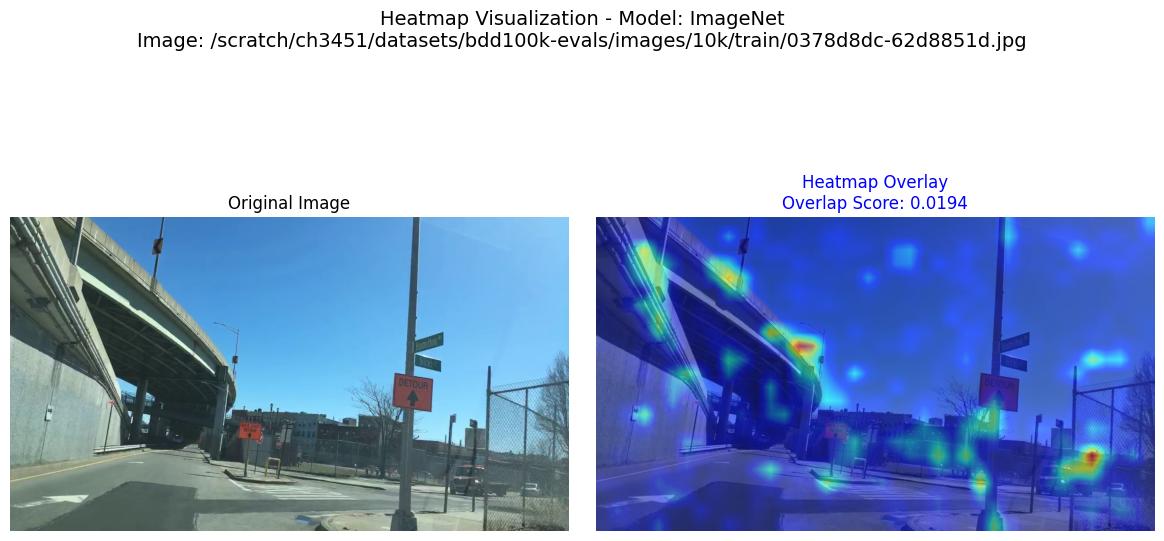 Heatmap Visualization - Model: ImageNet
Image: /scratch/ch3451/datasets/bdd100k-evals/images/10k/train/0378d8dc-62d8851d.jpg
Original Image
Heatmap Overlay
Overlap Score: 0.0194
DETOUR
DETOUR